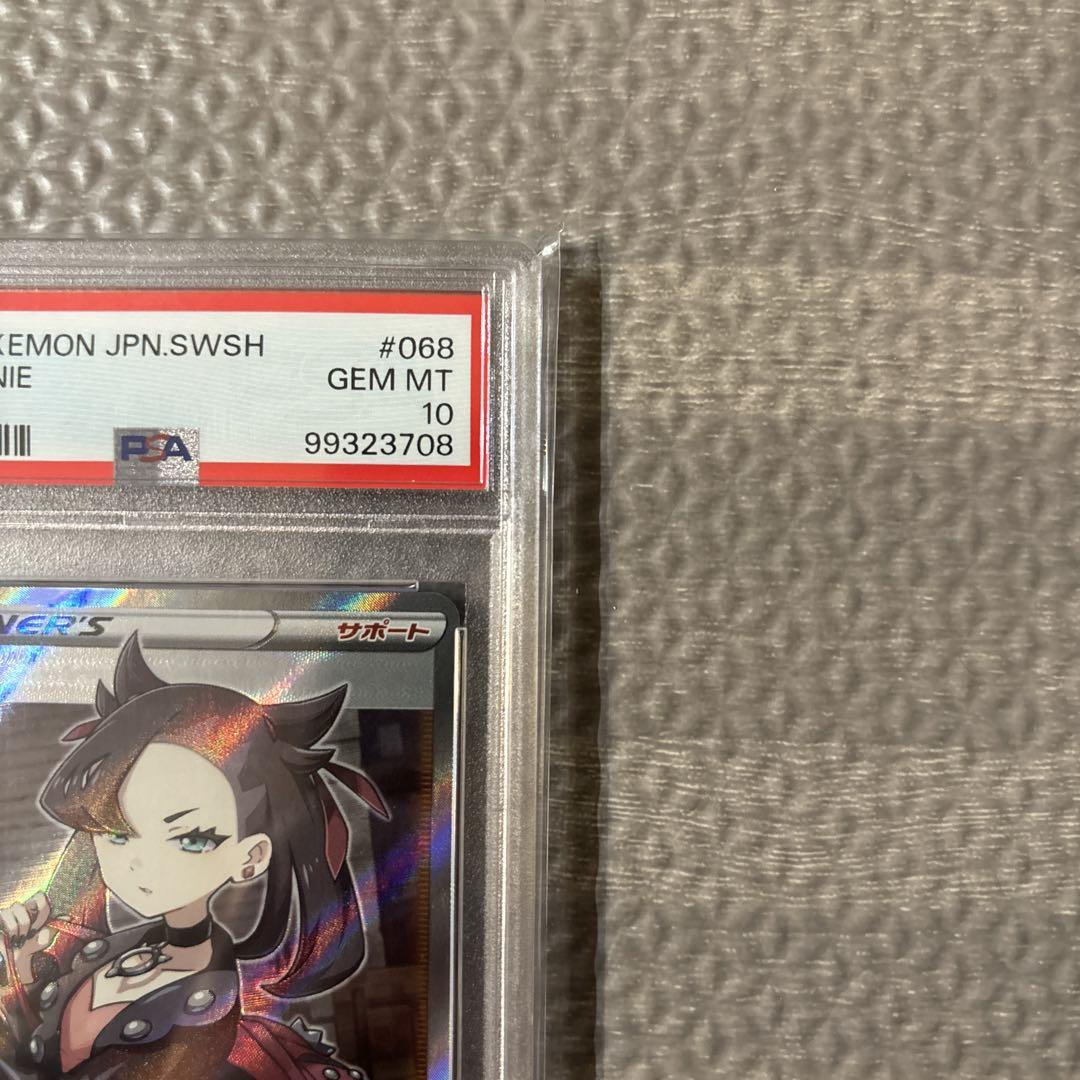 KEMON JPN.SWSH #068
NIE GEM MT
10
PSA 99323708
NER'S サポート